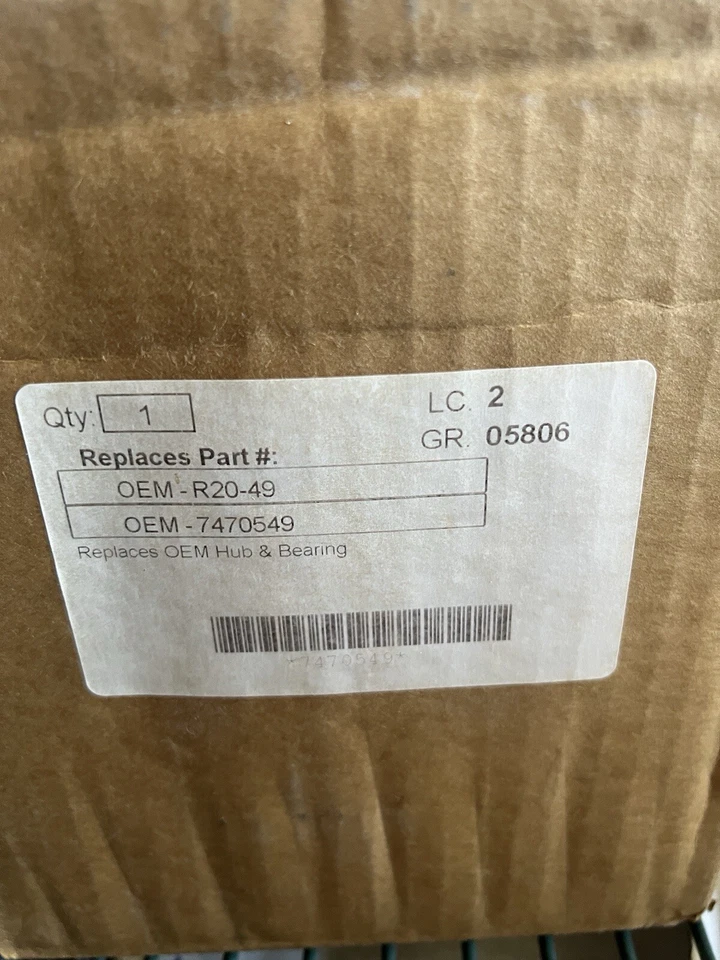 Qty: 1
LC. 2
GR. 05806
Replaces Part #:
OEM - R20-49
OEM - 7470549
Replaces OEM Hub & Bearing
*7470549*